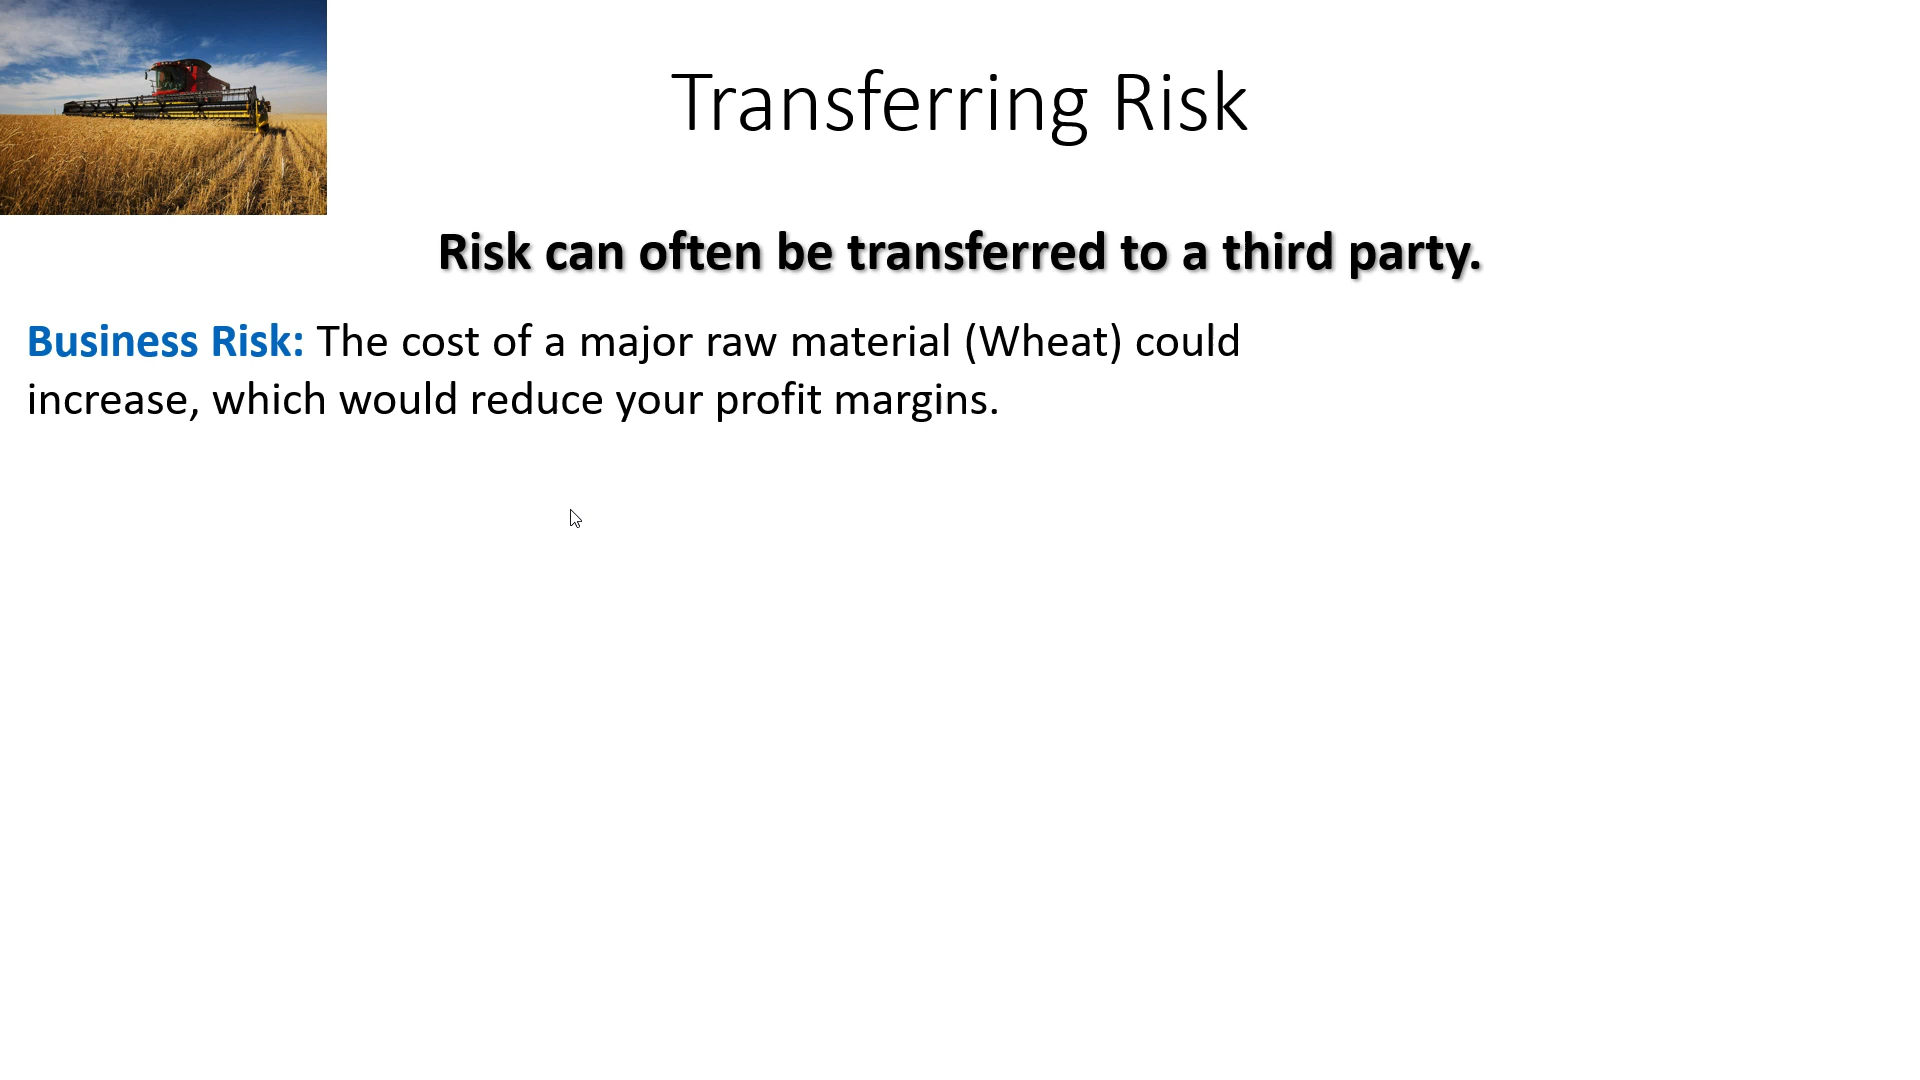 Transferring Risk
Risk can often be transferred to a third party.
Business Risk: The cost of a major raw material (Wheat) could
increase, which would reduce your profit margins.